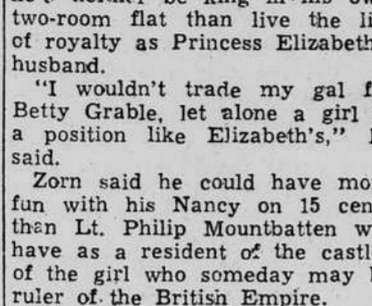 two-room flat than live the li
of royalty as Princess Elizabeth
husband.
"I wouldn't trade my gal f
Betty Grable, let alone a girl
a position like Elizabeth's,"
said.
Zorn said he could have mo
fun with his Nancy on 15 cen
than Lt. Philip Mountbatten w
have as a resident of the castl
of the girl who someday may
ruler of the British Empire.